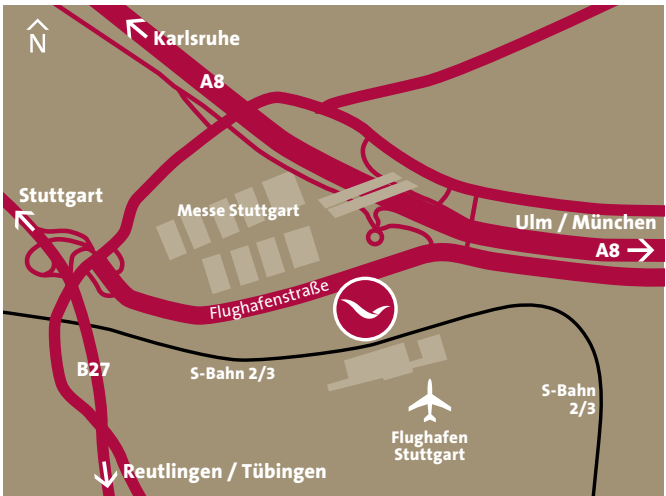 N
Karlsruhe
A8
Stuttgart
Messe Stuttgart
Ulm / München
A8
Flughafenstraße
B27
S-Bahn 2/3
S-Bahn
2/3
Flughafen
Stuttgart
Reutlingen / Tübingen